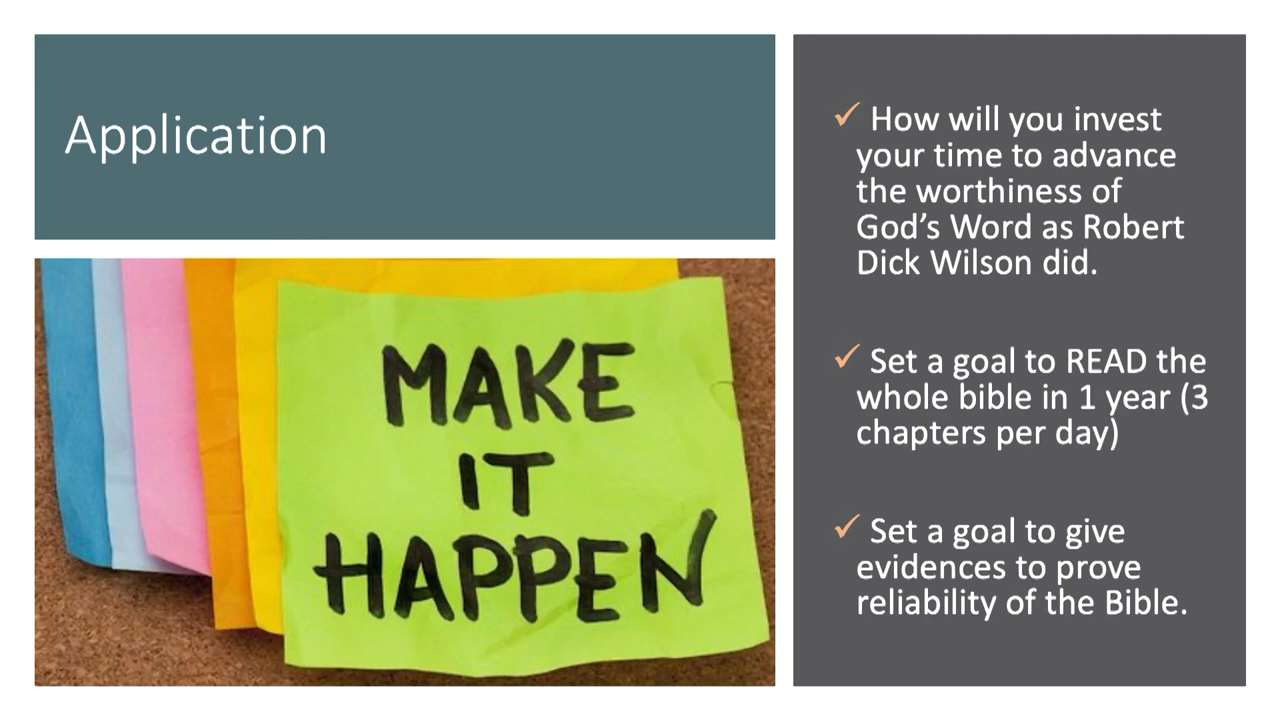 Application
MAKE
IT
HAPPEN
✓ How will you invest
your time to advance
the worthiness of
God’s Word as Robert
Dick Wilson did.
✓ Set a goal to READ the
whole bible in 1 year (3
chapters per day)
✓ Set a goal to give
evidences to prove
reliability of the Bible.